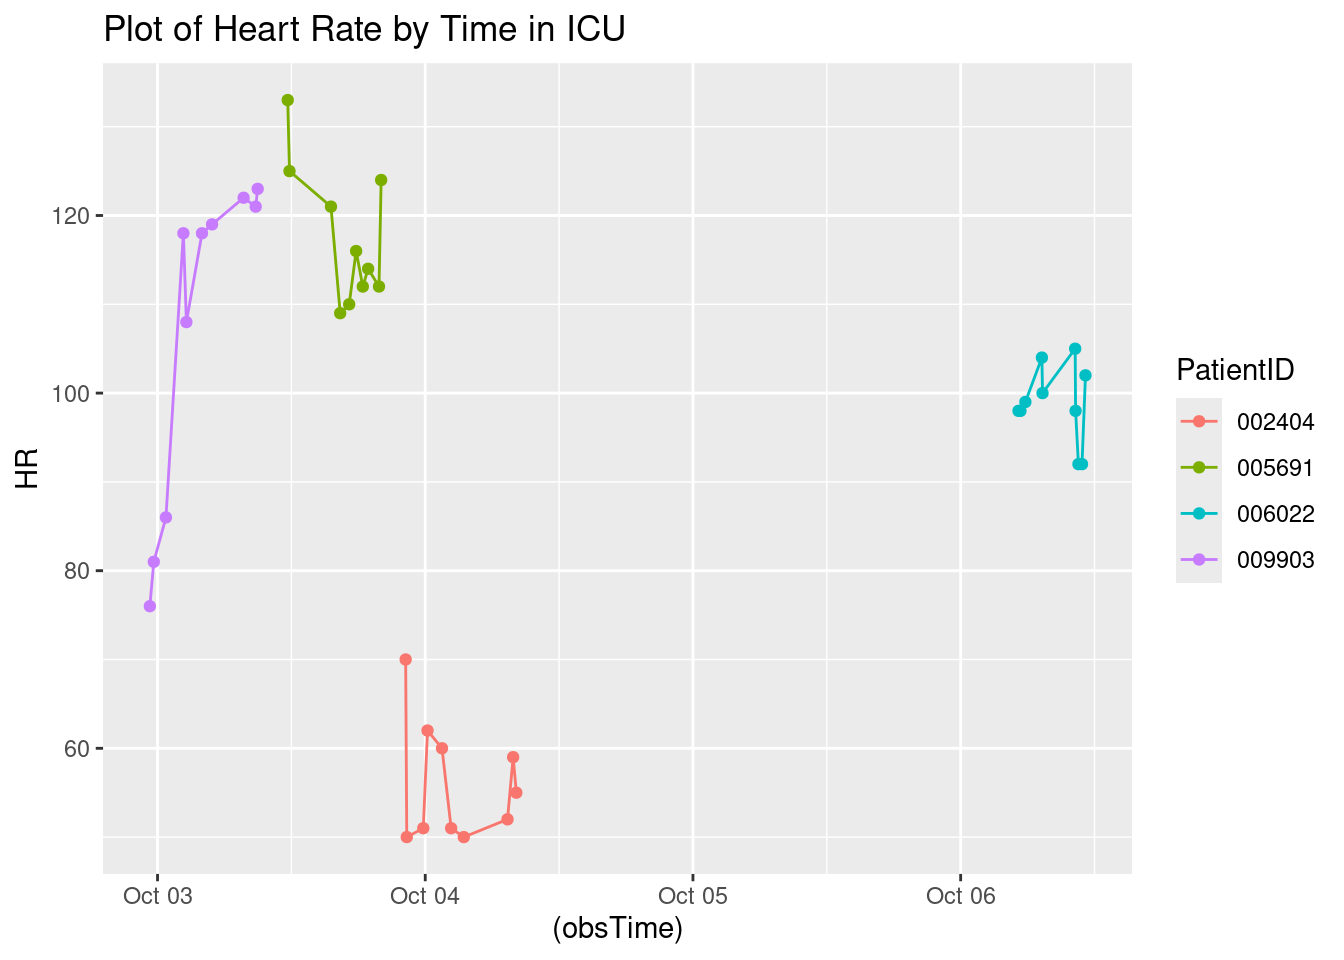 Plot of Heart Rate by Time in ICU
120
100
80
60
HR
Oct 03
Oct 04
Oct 05
Oct 06
(obsTime)
PatientID
002404
005691
006022
009903